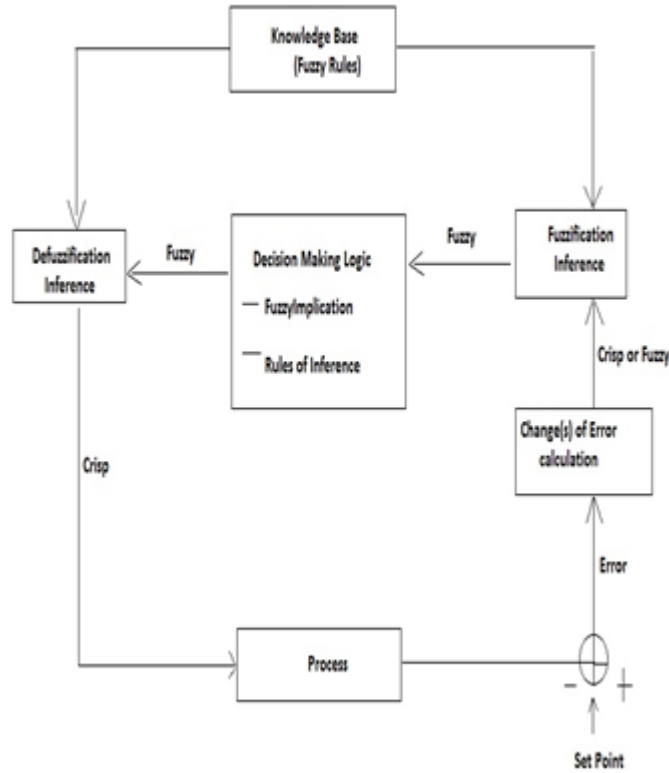 Knowledge Base
(Fuzzy Rules)
Defuzzification
Inference
Fuzzy
Decision Making Logic
— FuzzyImplication
— Rules of Inference
Fuzzy
Fuzzification
Inference
Crisp or Fuzzy
Change(s) of Error
calculation
Crisp
Error
Process
− +
Set Point